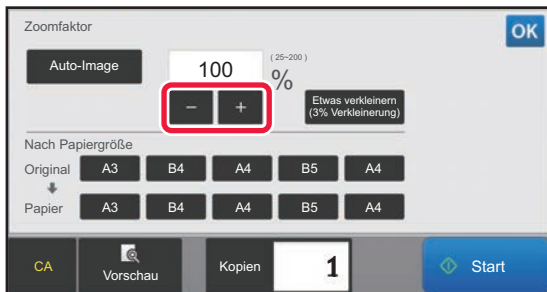 Zoomfaktor
OK
Auto-Image
100
(25~200)
%
− +
Etwas verkleinern
(3% Verkleinerung)
Nach Papiergröße
Original A3 B4 A4 B5 A4
Papier A3 B4 A4 B5 A4
CA
Vorschau
Kopien
1
Start